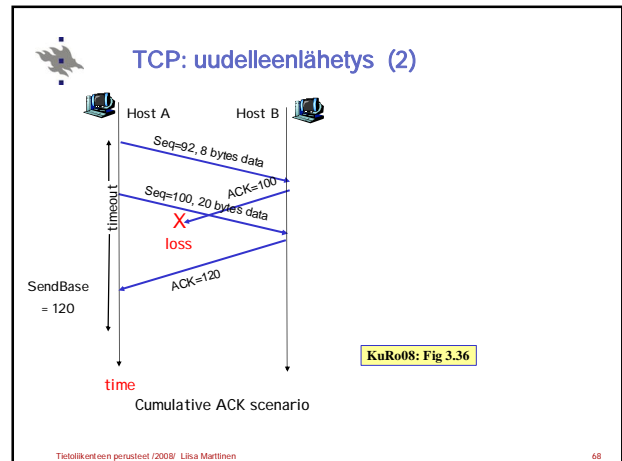 TCP: uudelleenlähetys (2)
Host A
Host B
Seq=92, 8 bytes data
ACK=100
timeout
Seq=100, 20 bytes data
X
loss
ACK=120
SendBase
= 120
KuRo08: Fig 3.36
time
Cumulative ACK scenario
Tietoliikenteen perusteet /2008/ Liisa Marttinen
68